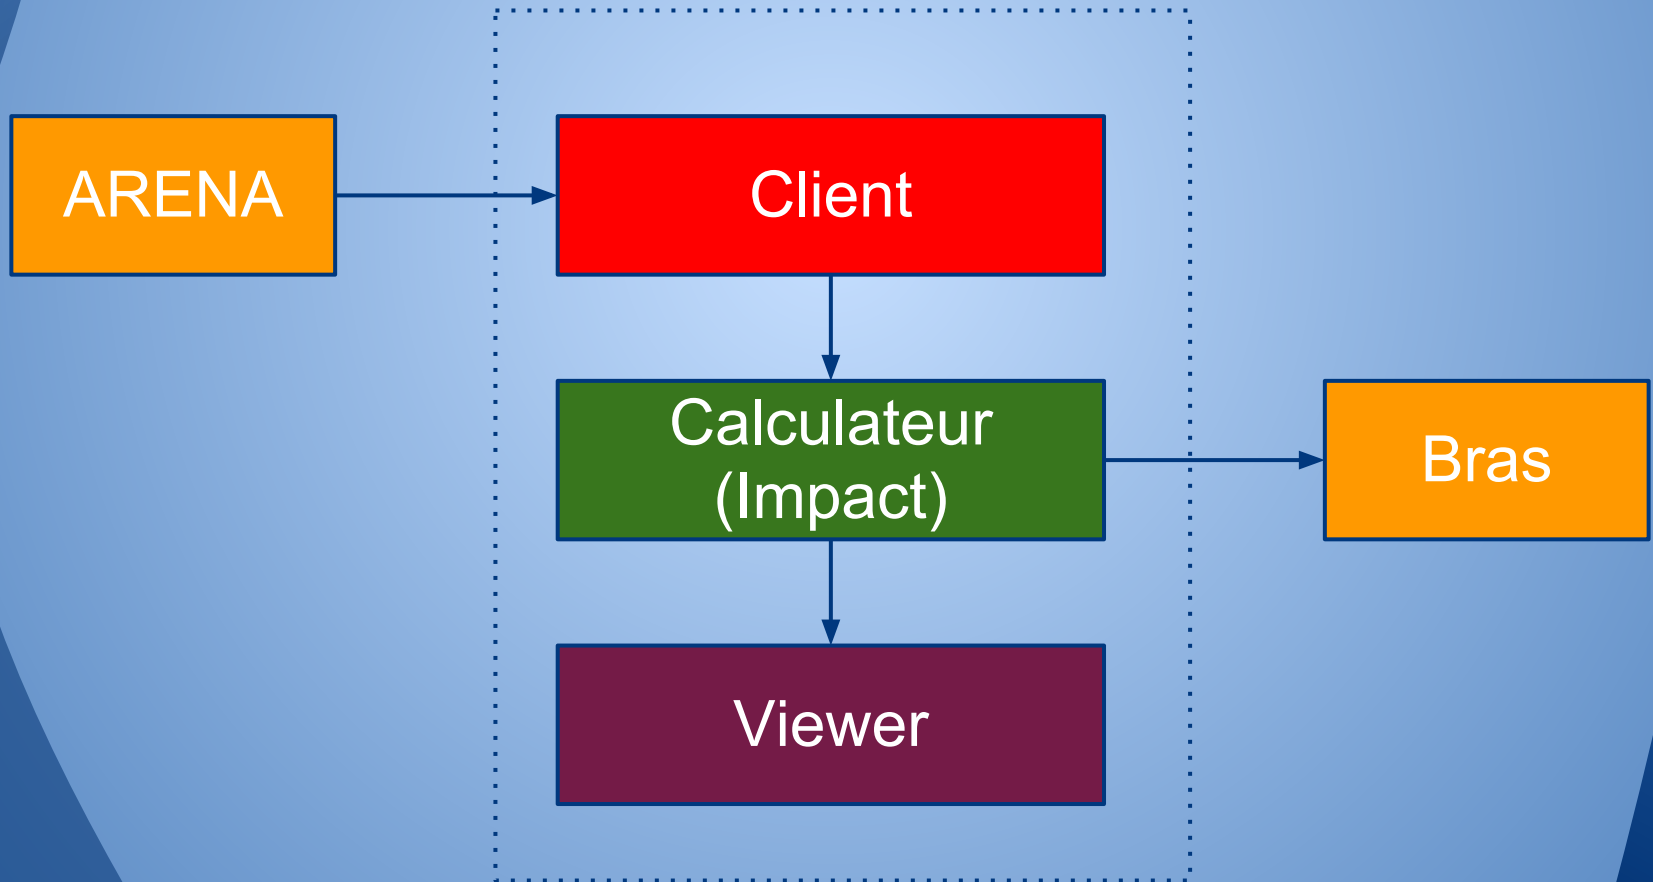 ARENA
Client
Calculateur
(Impact)
Bras
Viewer